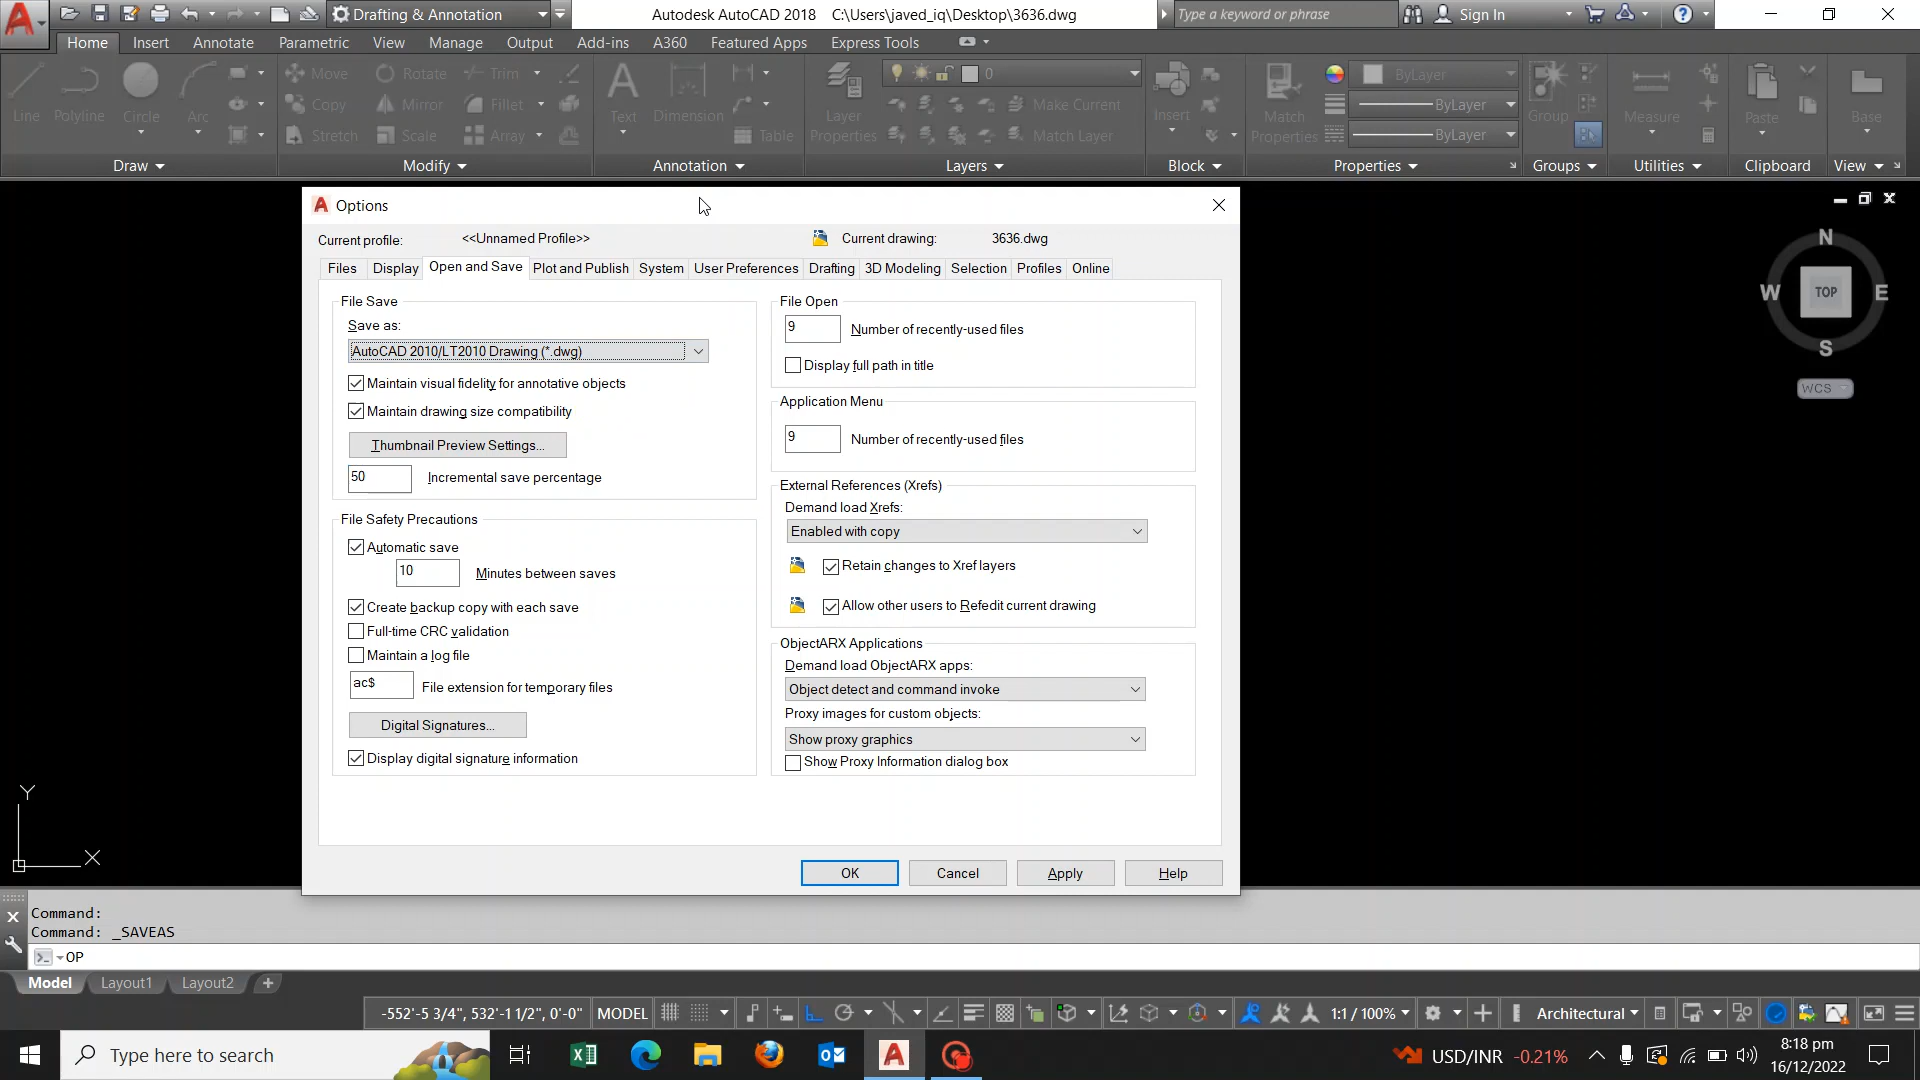 Drafting & Annotation
Autodesk AutoCAD 2018 C:\Users\javed_iq\Desktop\3636.dwg
Type a keyword or phrase
Sign In
Home Insert Annotate Parametric View Manage Output Add-ins A360 Featured Apps Express Tools
Line Polyline Circle Arc
Move Rotate Trim
Copy Mirror Fillet
Stretch Scale Array
Text Dimension Table
Layer Properties
0
Make Current
Match Layer
Insert
Match Properties
ByLayer
ByLayer
ByLayer
Group
Measure
Paste
Base
Draw Modify Annotation Layers Block Properties Groups Utilities Clipboard View
Options
Current profile: <<Unnamed Profile>> Current drawing: 3636.dwg
Files Display Open and Save Plot and Publish System User Preferences Drafting 3D Modeling Selection Profiles Online
File Save
Save as:
AutoCAD 2010/LT2010 Drawing (*.dwg)
Maintain visual fidelity for annotative objects
Maintain drawing size compatibility
Thumbnail Preview Settings...
50 Incremental save percentage
File Safety Precautions
Automatic save
10 Minutes between saves
Create backup copy with each save
Full-time CRC validation
Maintain a log file
ac$ File extension for temporary files
Digital Signatures...
Display digital signature information
File Open
9 Number of recently-used files
Display full path in title
Application Menu
9 Number of recently-used files
External References (Xrefs)
Demand load Xrefs:
Enabled with copy
Retain changes to Xref layers
Allow other users to Refedit current drawing
ObjectARX Applications
Demand load ObjectARX apps:
Object detect and command invoke
Proxy images for custom objects:
Show proxy graphics
Show Proxy Information dialog box
OK Cancel Apply Help
N
W TOP E
S
WCS
Y
X
Command:
Command: _SAVEAS
OP
Model Layout1 Layout2
-552'-5 3/4", 532'-1 1/2", 0'-0" MODEL 1:1 / 100% Architectural
Type here to search
USD/INR -0.21%
8:18 pm
16/12/2022